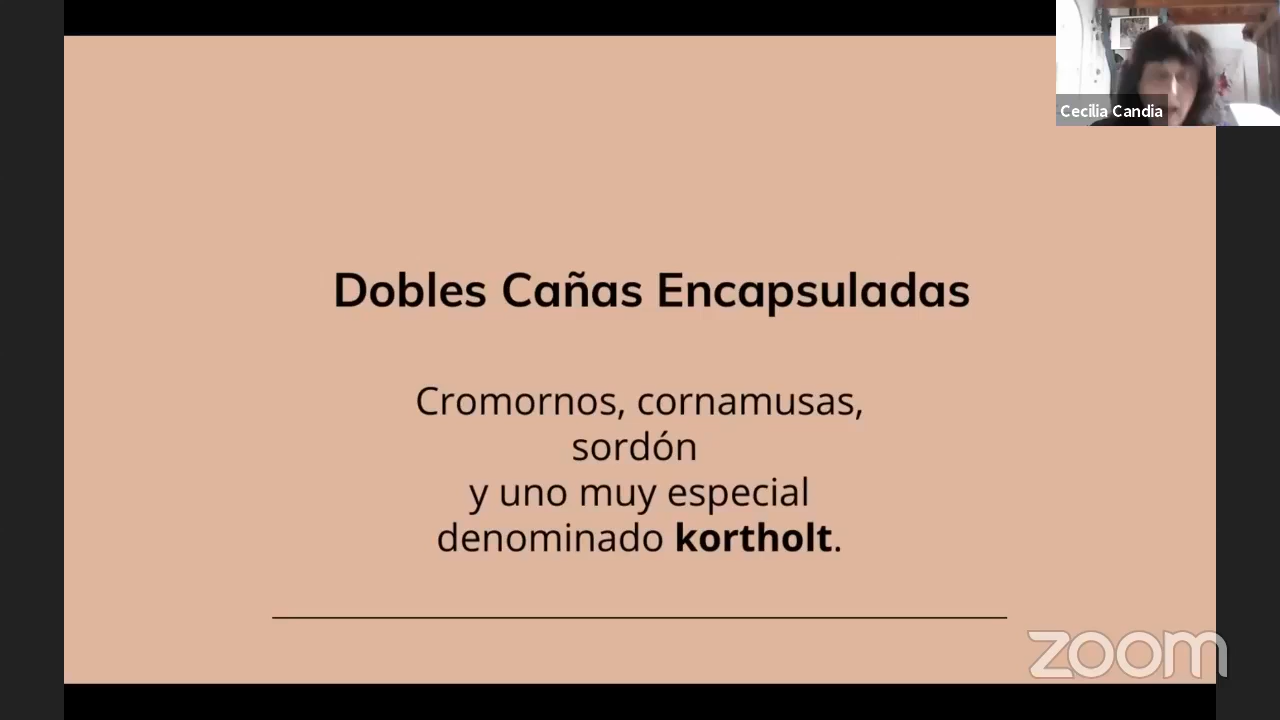 Cecilia Candia
Dobles Cañas Encapsuladas
Cromornos, cornamusas,
sordón
y uno muy especial
denominado kortholt.
zoom